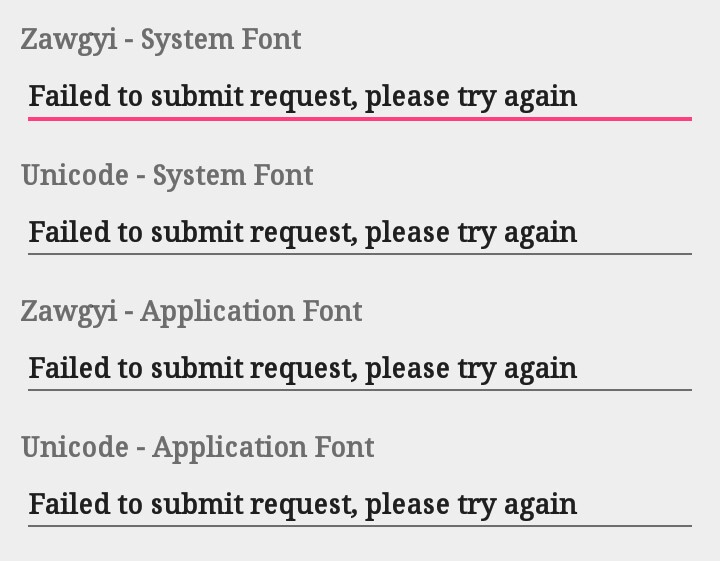 Zawgyi - System Font
Failed to submit request, please try again
Unicode - System Font
Failed to submit request, please try again
Zawgyi - Application Font
Failed to submit request, please try again
Unicode - Application Font
Failed to submit request, please try again